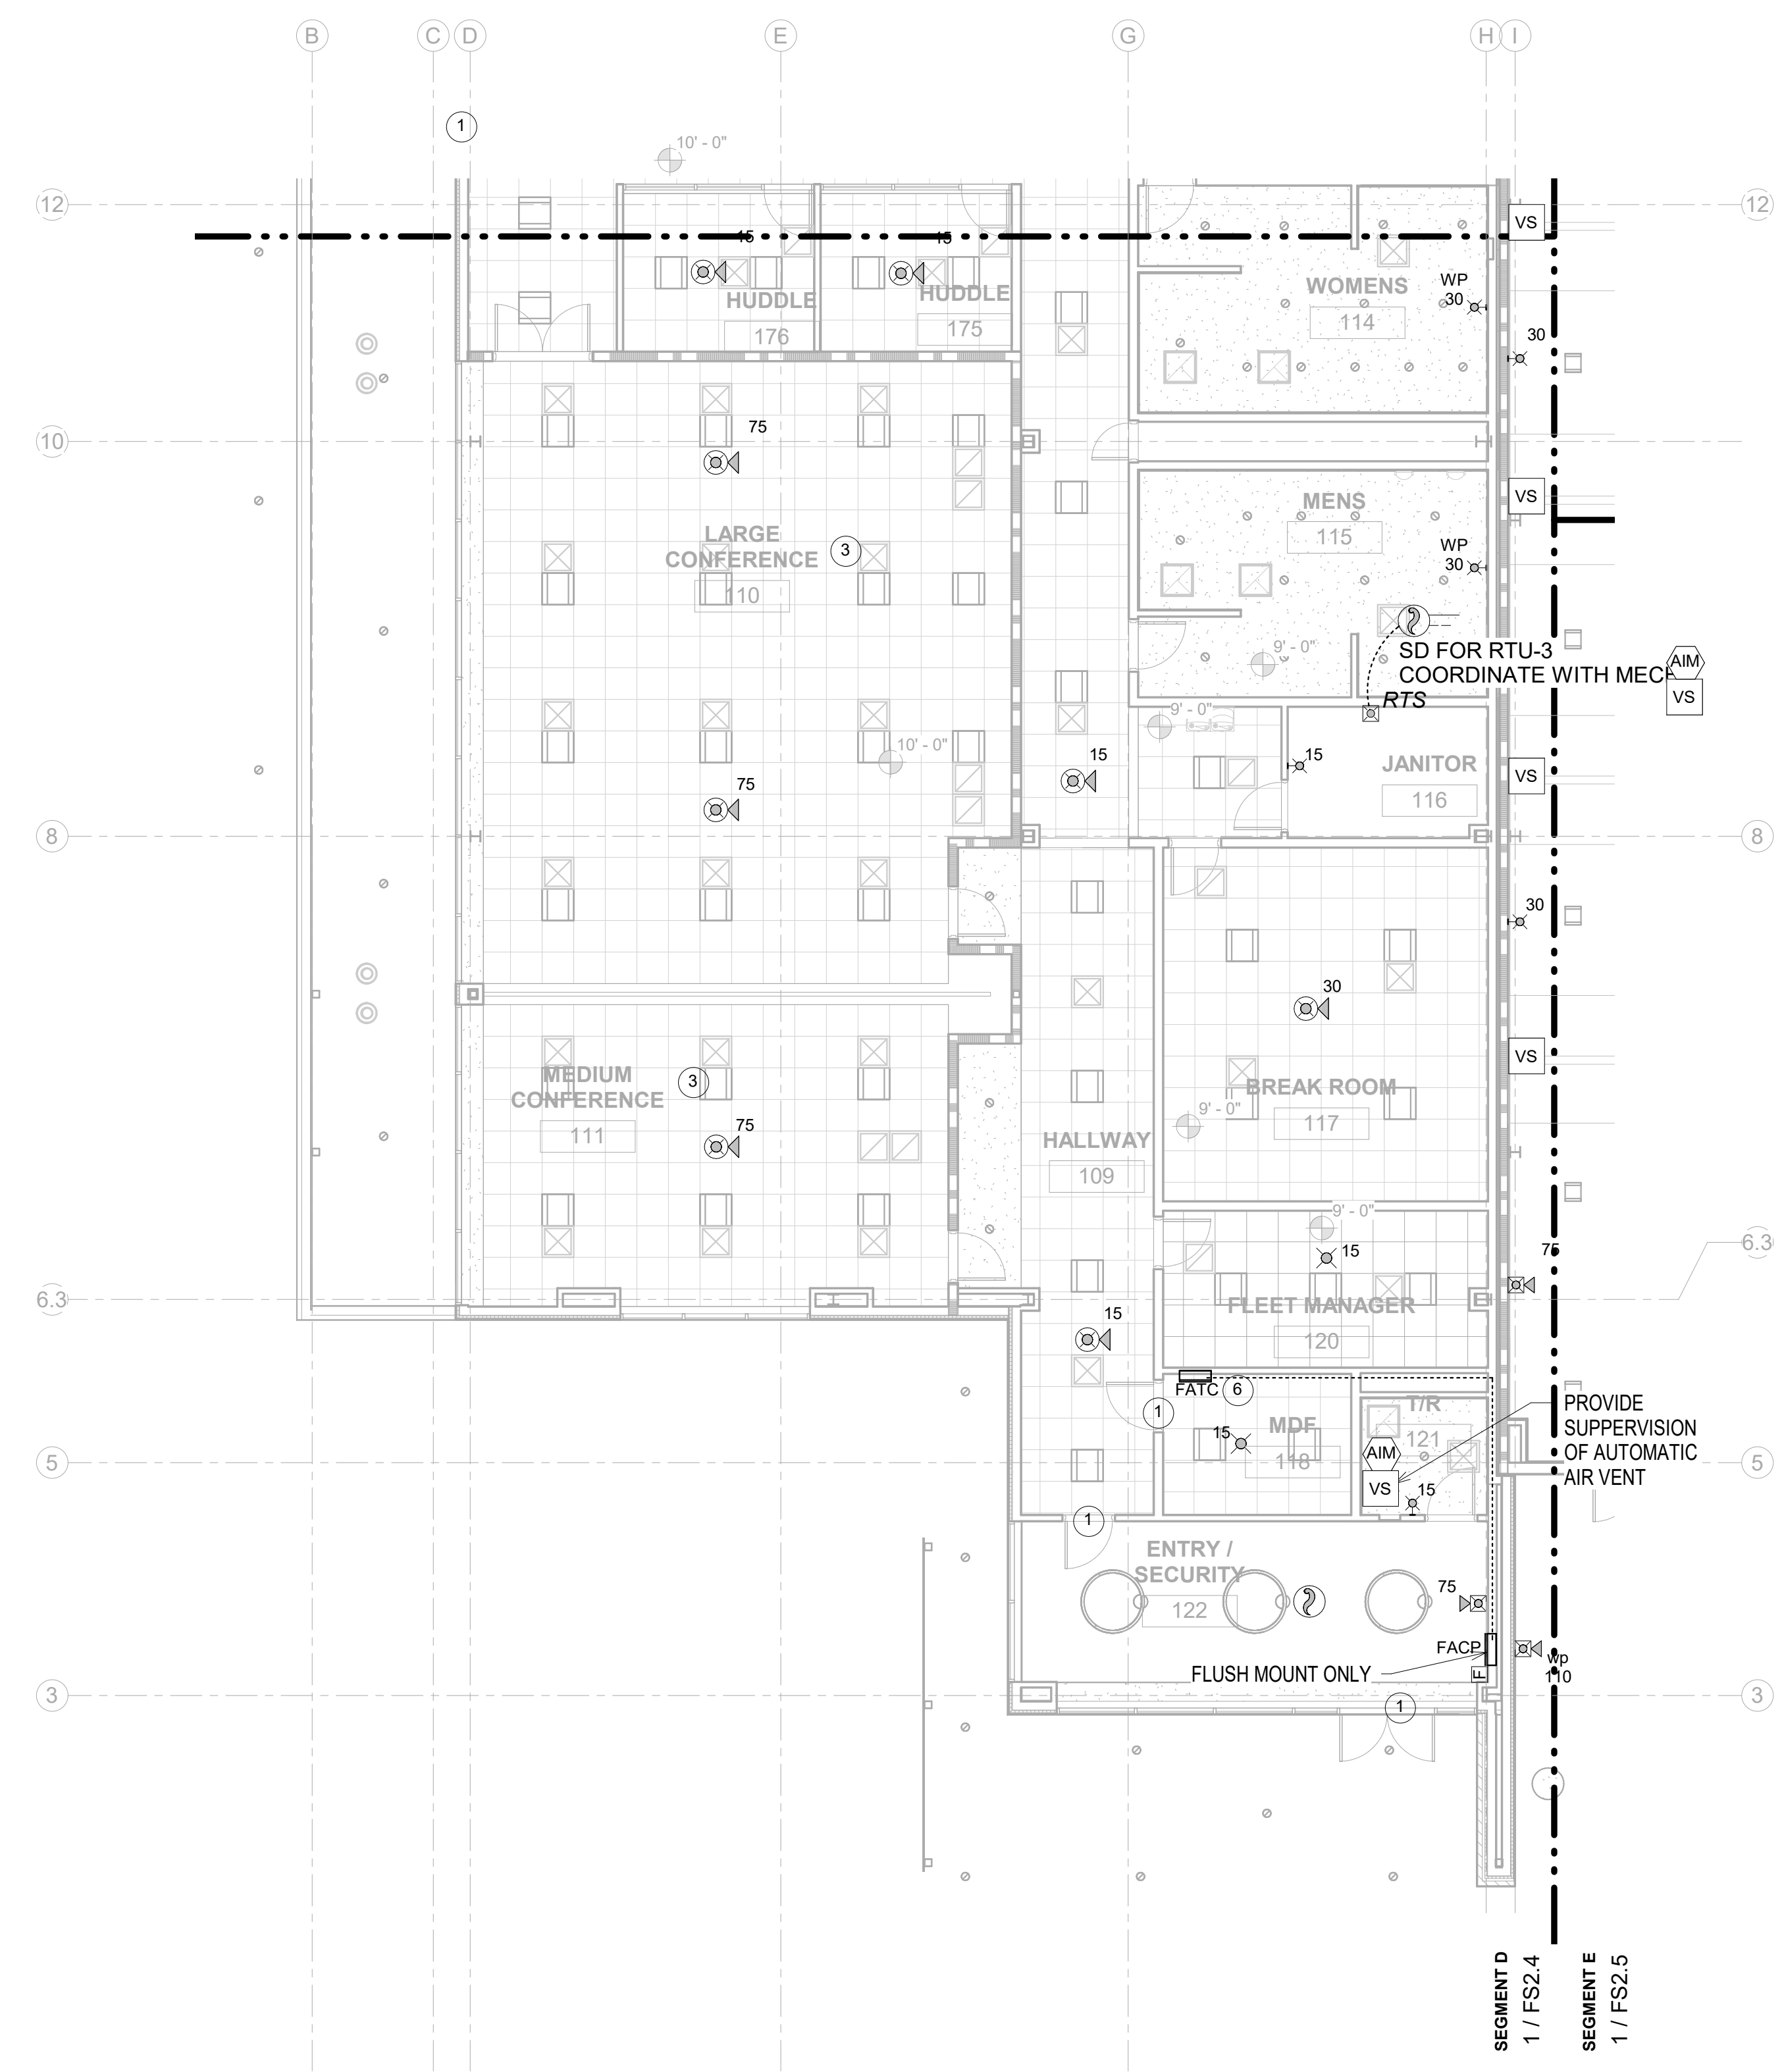 B C D E G H I
1
10' - 0"
12 12
VS
15 15
HUDDLE
176
HUDDLE
175
WOMENS
114
WP
30
30
10
75
LARGE
CONFERENCE
110
3
MENS
115
VS
WP
30
9' - 0"
SD FOR RTU-3
COORDINATE WITH MECH
RTS
AIM
VS
9' - 0"
10' - 0"
15
15
JANITOR
116
VS
75
8 8
30
30
VS
MEDIUM
CONFERENCE
111
3
75
BREAK ROOM
117
9' - 0"
HALLWAY
109
9' - 0"
15
75
6.3 6.3
FLEET MANAGER
120
15
FATC
6
1
T/R
121
PROVIDE
SUPPERVISION
OF AUTOMATIC
AIR VENT
MDF
118
15
AIM
VS
15
5 5
1
ENTRY /
SECURITY
122
75
FACP
F
FLUSH MOUNT ONLY
wp
110
3 3
1
SEGMENT D
1 / FS2.4
SEGMENT E
1 / FS2.5